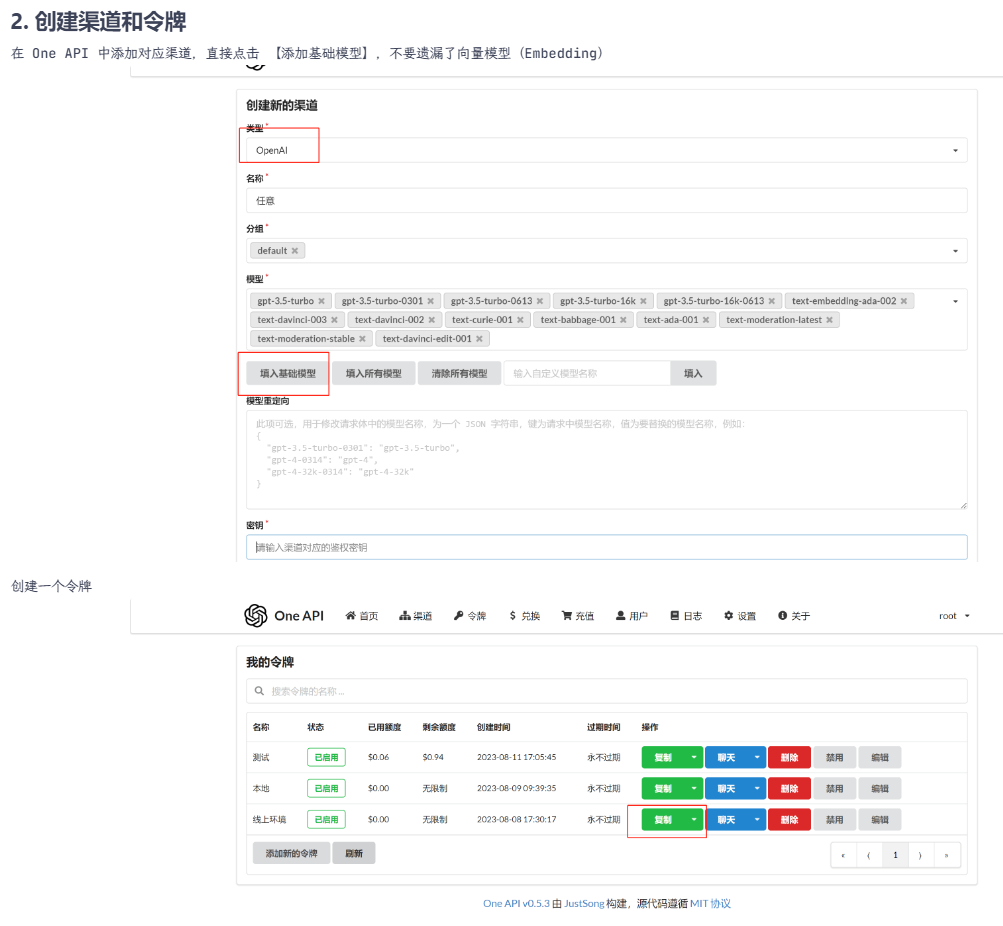 2. 创建渠道和令牌
在 One API 中添加对应渠道，直接点击 【添加基础模型】，不要遗漏了向量模型（Embedding）
创建新的渠道
类型 *
OpenAI
名称 *
任意
分组 *
default ×
模型 *
gpt-3.5-turbo × gpt-3.5-turbo-0301 × gpt-3.5-turbo-0613 × gpt-3.5-turbo-16k × gpt-3.5-turbo-16k-0613 × text-embedding-ada-002 ×
text-davinci-003 × text-davinci-002 × text-curie-001 × text-babbage-001 × text-ada-001 × text-moderation-latest ×
text-moderation-stable × text-davinci-edit-001 ×
填入基础模型 填入所有模型 清除所有模型 输入自定义模型名称 填入
模型重定向
此项可选，用于修改请求体中的模型名称，为一个 JSON 字符串，键为请求中模型名称，值为要替换的模型名称，例如：
{
"gpt-3.5-turbo-0301": "gpt-3.5-turbo",
"gpt-4-0314": "gpt-4",
"gpt-4-32k-0314": "gpt-4-32k"
}
密钥 *
请输入渠道对应的鉴权密钥
创建一个令牌
One API 首页 渠道 令牌 $ 兑换 充值 用户 日志 设置 关于 root
我的令牌
搜索令牌的名称 ...
名称 状态 已用额度 剩余额度 创建时间 过期时间 操作
测试 已启用 $0.06 $0.94 2023-08-11 17:05:45 永不过期 复制 聊天 删除 禁用 编辑
本地 已启用 $0.00 无限制 2023-08-09 09:39:35 永不过期 复制 聊天 删除 禁用 编辑
线上环境 已启用 $0.00 无限制 2023-08-08 17:30:17 永不过期 复制 聊天 删除 禁用 编辑
添加新的令牌 刷新 « ⟨ 1 ⟩ »
One API v0.5.3 由 JustSong 构建，源代码遵循 MIT 协议